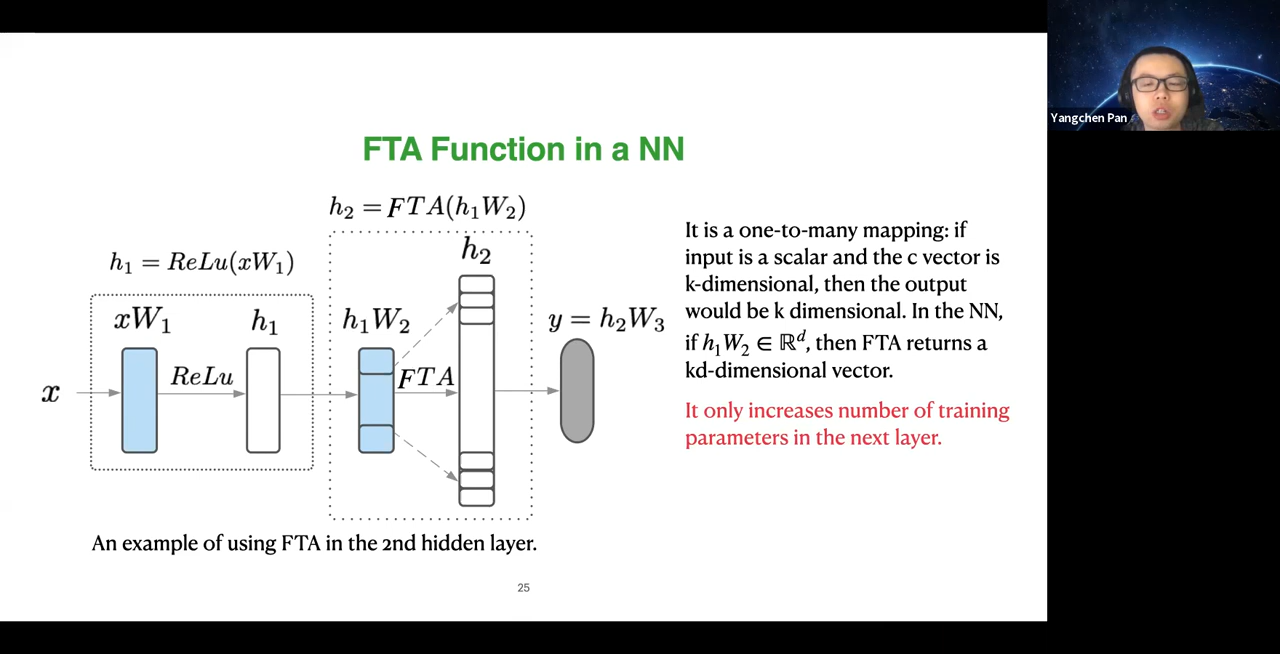 Yangchen Pan
FTA Function in a NN
h₂ = FTA(h₁W₂)
h₂
h₁ = ReLu(xW₁)
xW₁
h₁
h₁W₂
y = h₂W₃
x
ReLu
FTA
It is a one-to-many mapping: if
input is a scalar and the c vector is
k-dimensional, then the output
would be k dimensional. In the NN,
if h₁W₂ ∈ ℝᵈ, then FTA returns a
kd-dimensional vector.
It only increases number of training
parameters in the next layer.
An example of using FTA in the 2nd hidden layer.
25